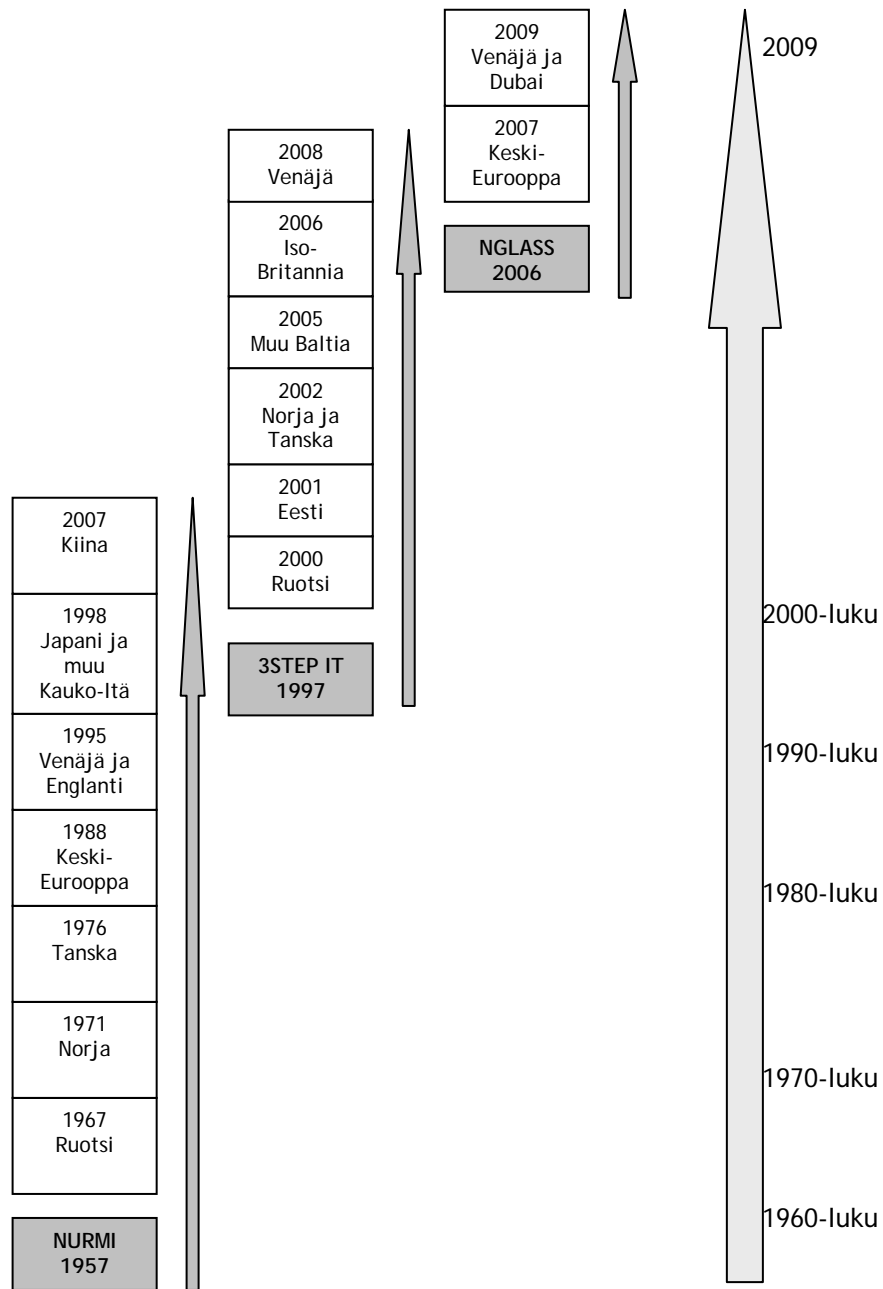 2009
Venäjä ja
Dubai
2007
Keski-
Eurooppa
NGLASS
2006
2008
Venäjä
2006
Iso-
Britannia
2005
Muu Baltia
2002
Norja ja
Tanska
2001
Eesti
2000
Ruotsi
3STEP IT
1997
2007
Kiina
1998
Japani ja
muu
Kauko-Itä
1995
Venäjä ja
Englanti
1988
Keski-
Eurooppa
1976
Tanska
1971
Norja
1967
Ruotsi
NURMI
1957
2009
2000-luku
1990-luku
1980-luku
1970-luku
1960-luku